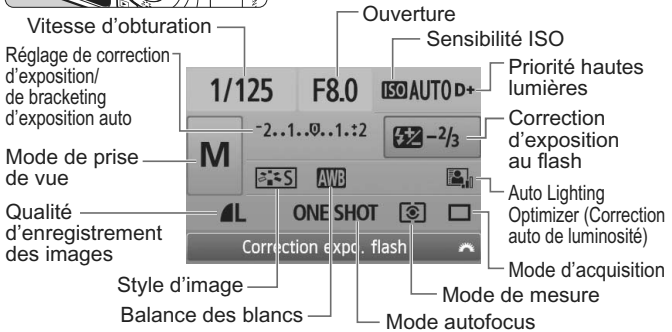 Vitesse d'obturation
Ouverture
Sensibilité ISO
Réglage de correction
d'exposition/
de bracketing
d'exposition auto
Priorité hautes
lumières
1/125 F8.0 ISO AUTO D+
-2..1..0..1.:2
-2/3
Correction
d'exposition
au flash
Mode de prise
de vue
M
S AWB
Auto Lighting
Optimizer (Correction
auto de luminosité)
Qualité
d'enregistrement
des images
L ONE SHOT
Correction expo. flash
Mode d'acquisition
Style d'image
Mode de mesure
Balance des blancs
Mode autofocus